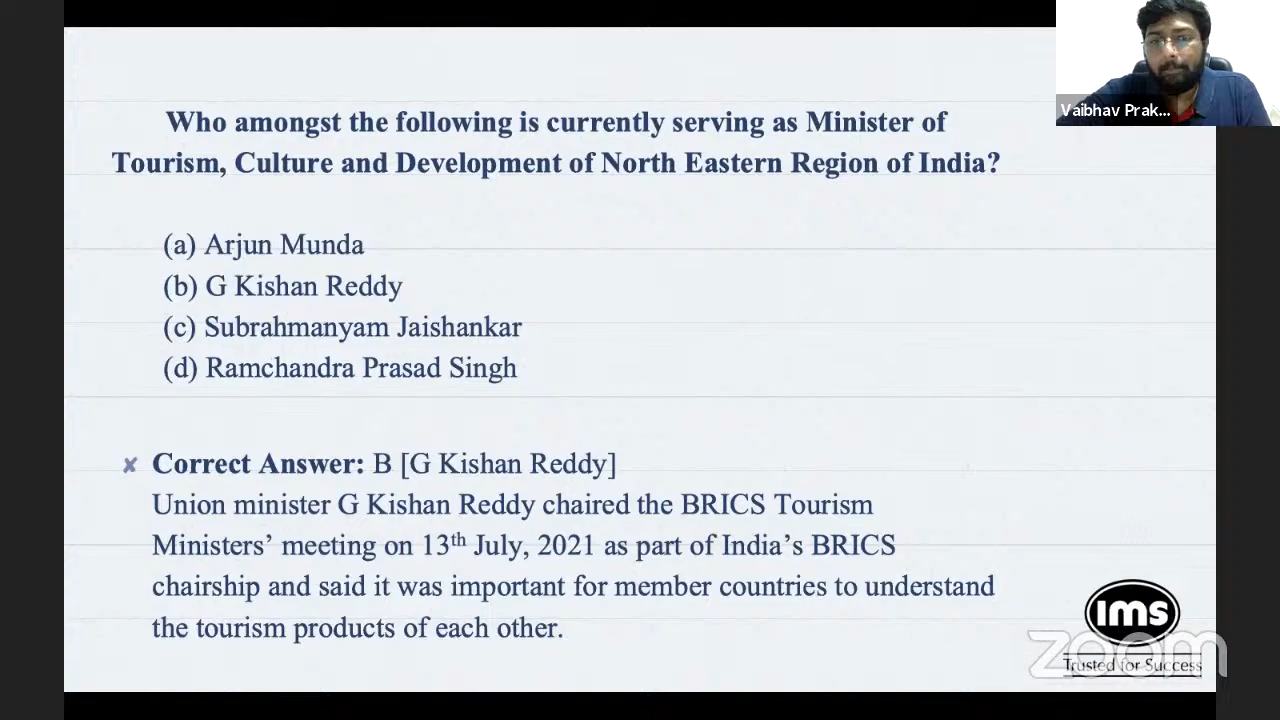 Vaibhav Prak...
Who amongst the following is currently serving as Minister of
Tourism, Culture and Development of North Eastern Region of India?
(a) Arjun Munda
(b) G Kishan Reddy
(c) Subrahmanyam Jaishankar
(d) Ramchandra Prasad Singh
✘ Correct Answer: B [G Kishan Reddy]
Union minister G Kishan Reddy chaired the BRICS Tourism
Ministers’ meeting on 13th July, 2021 as part of India’s BRICS
chairship and said it was important for member countries to understand
the tourism products of each other.
ims
zoom
Trusted for Success